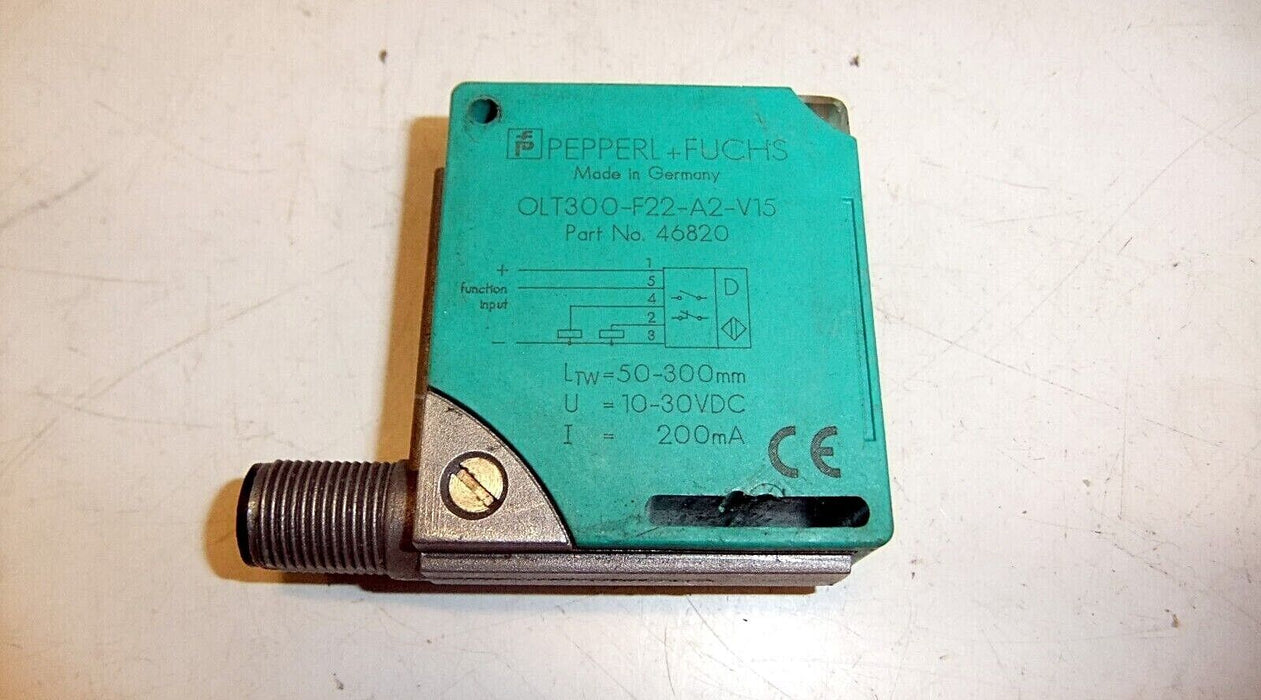 PEPPERL+FUCHS
Made in Germany
OLT300-F22-A2-V15
Part No. 46820
+ 1
function input 5
4
2
- 3
D
LTW=50-300mm
U = 10-30VDC
I = 200mA
CE